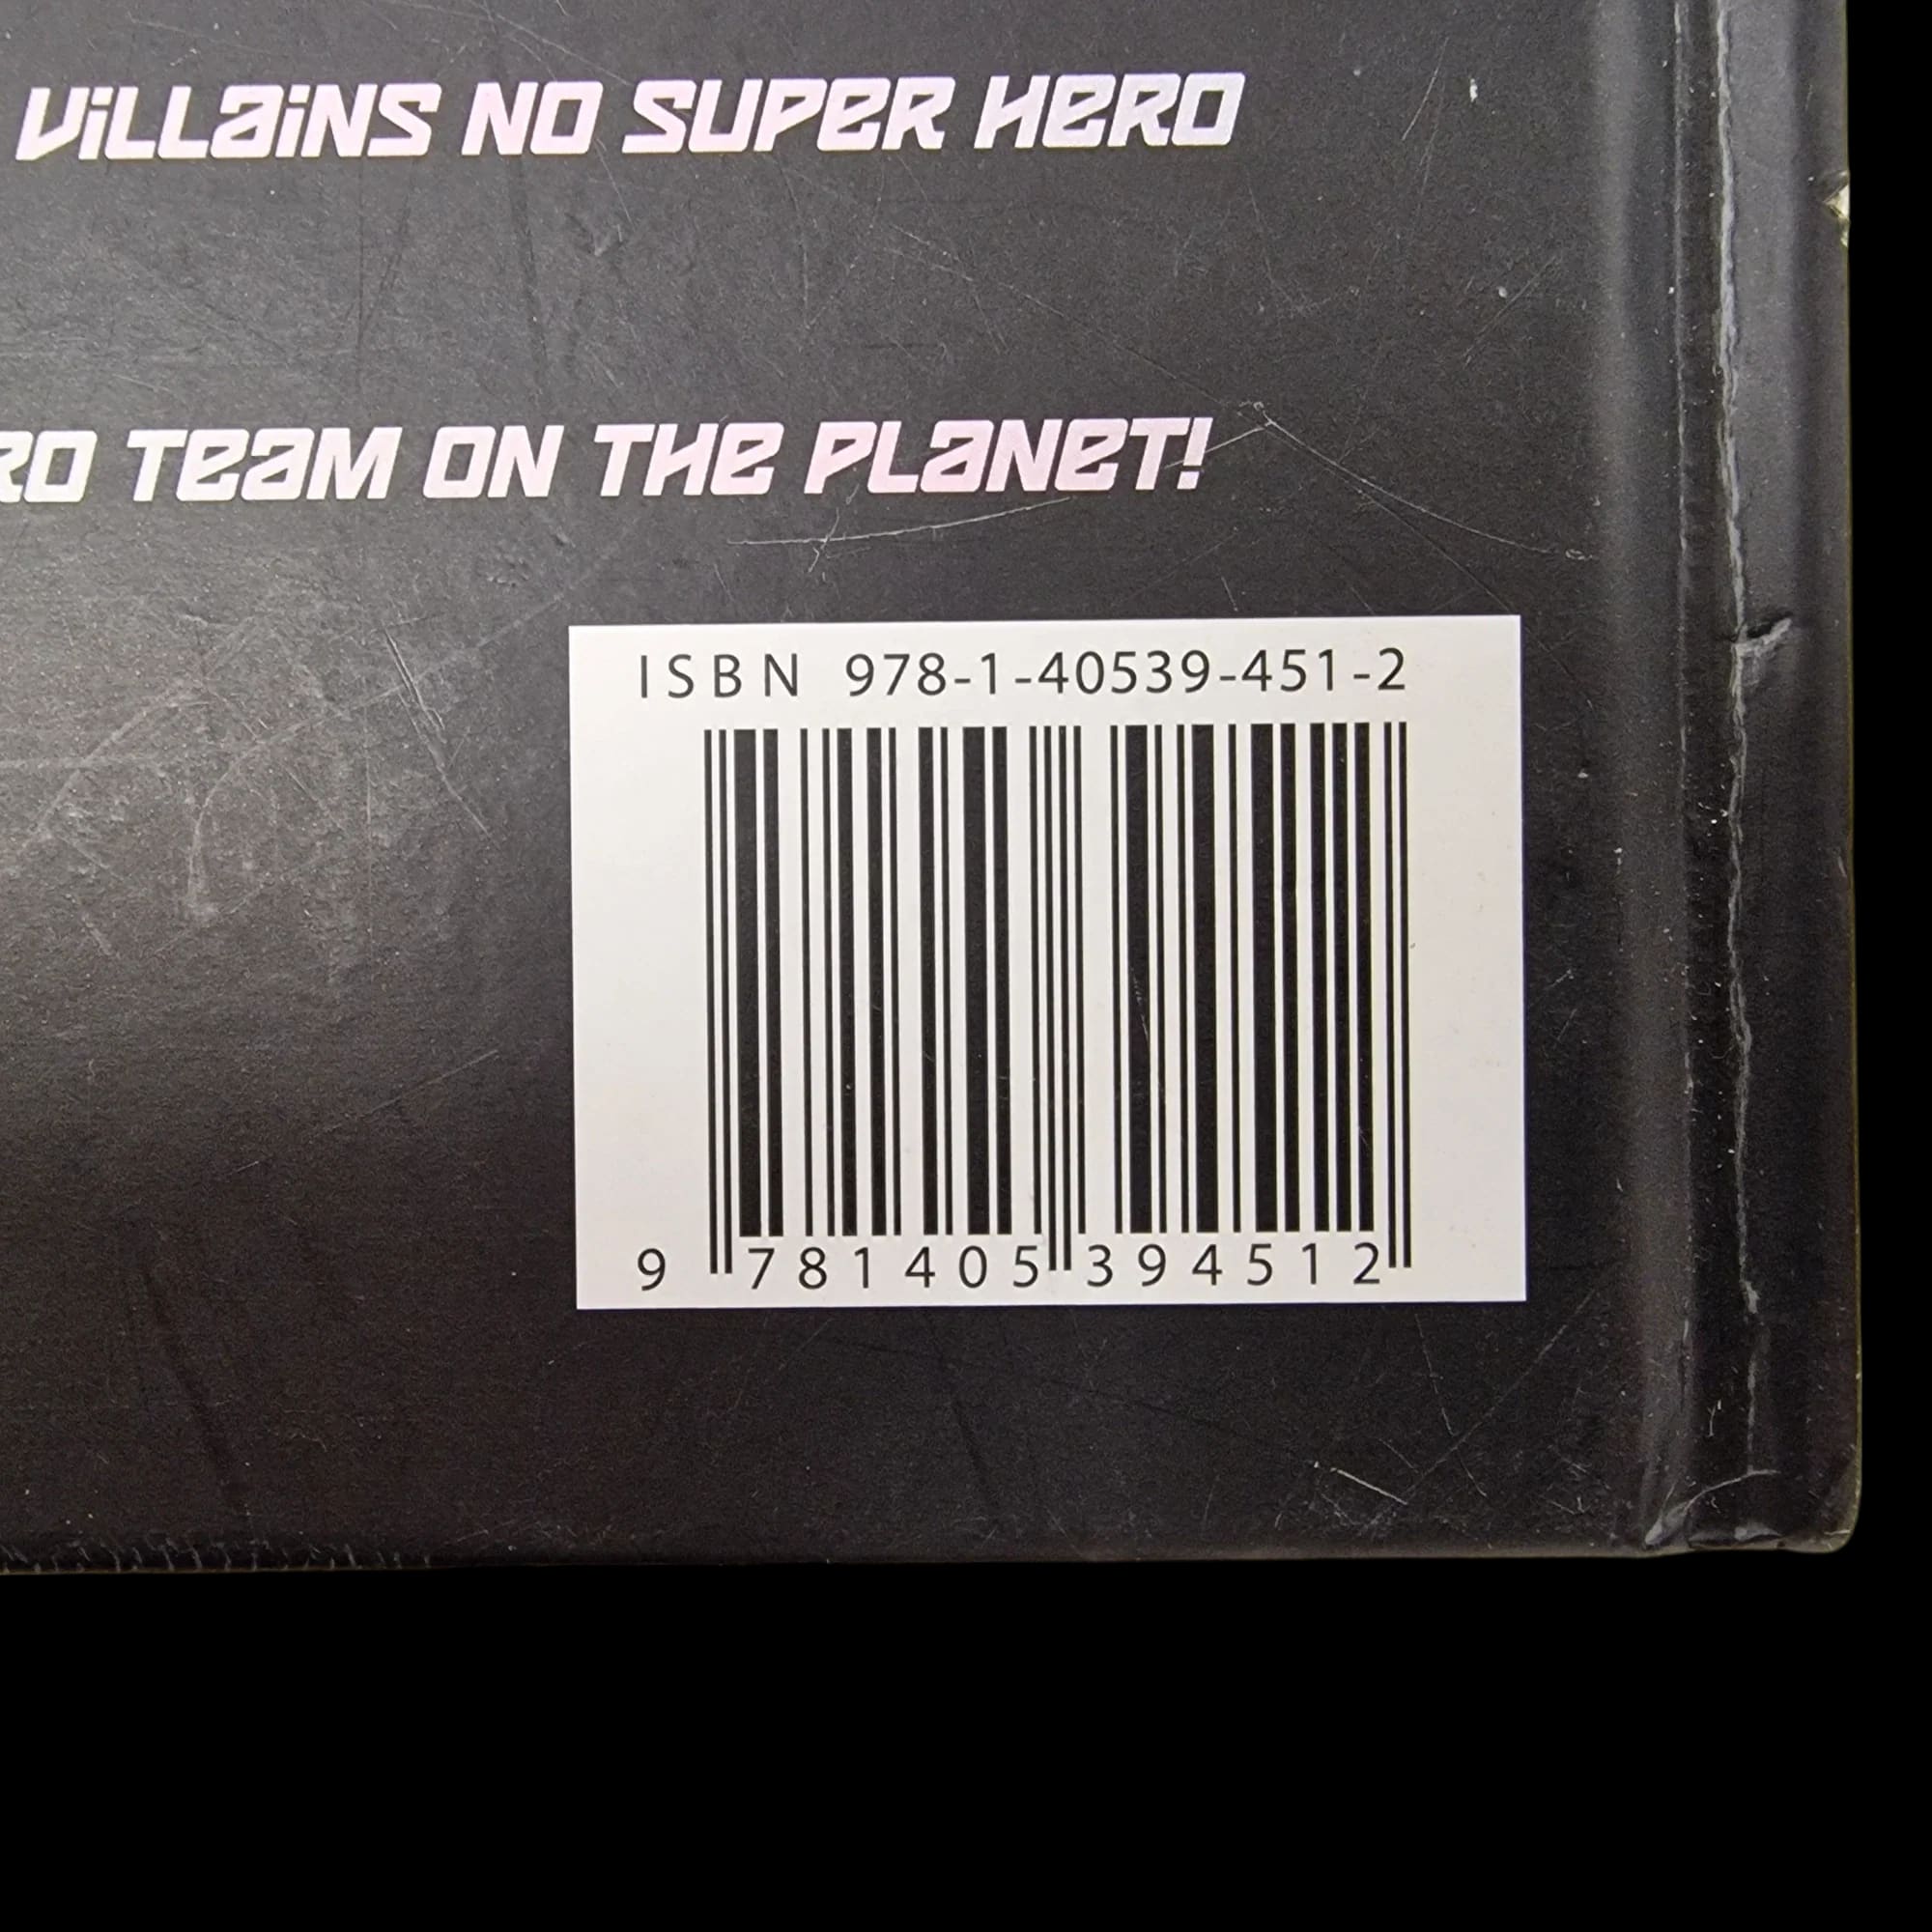 VILLAINS NO SUPER HERO
RO TEAM ON THE PLANET!
ISBN 978-1-40539-451-2
9 781405 394512